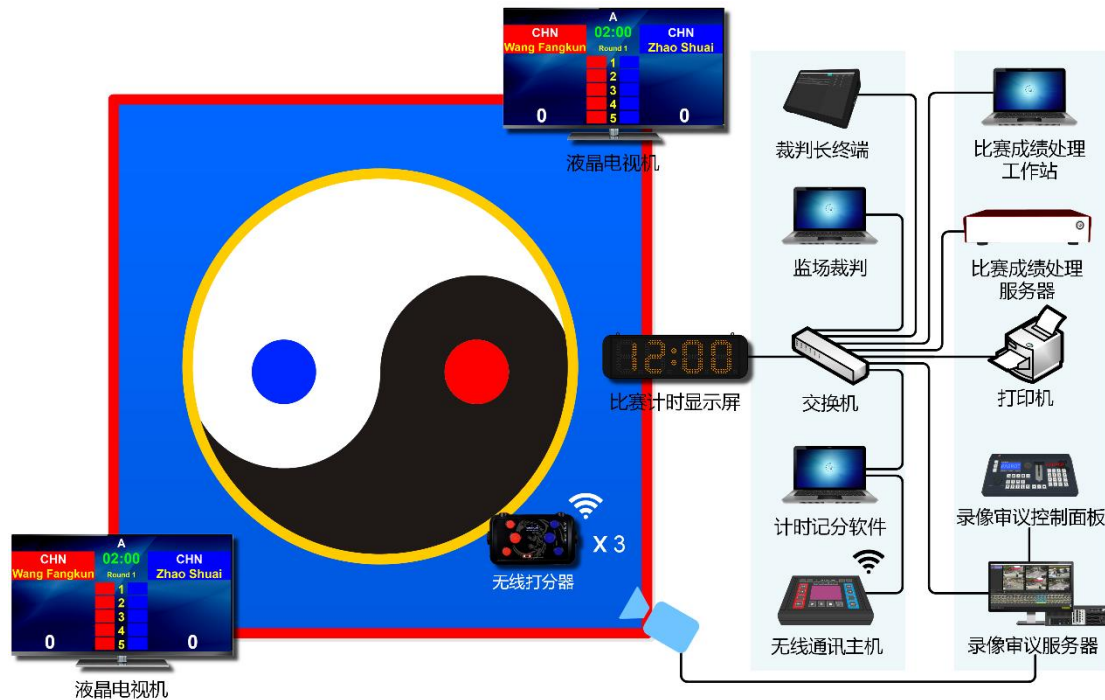 A
CHN
02:00
CHN
Wang Fangkun
Round 1
Zhao Shuai
1
2
3
4
5
0
0
液晶电视机
裁判长终端
比赛成绩处理
工作站
监场裁判
比赛成绩处理
服务器
12:00
比赛计时显示屏
交换机
打印机
计时记分软件
录像审议控制面板
X 3
无线打分器
无线通讯主机
录像审议服务器
A
CHN
02:00
CHN
Wang Fangkun
Round 1
Zhao Shuai
1
2
3
4
5
0
0
液晶电视机